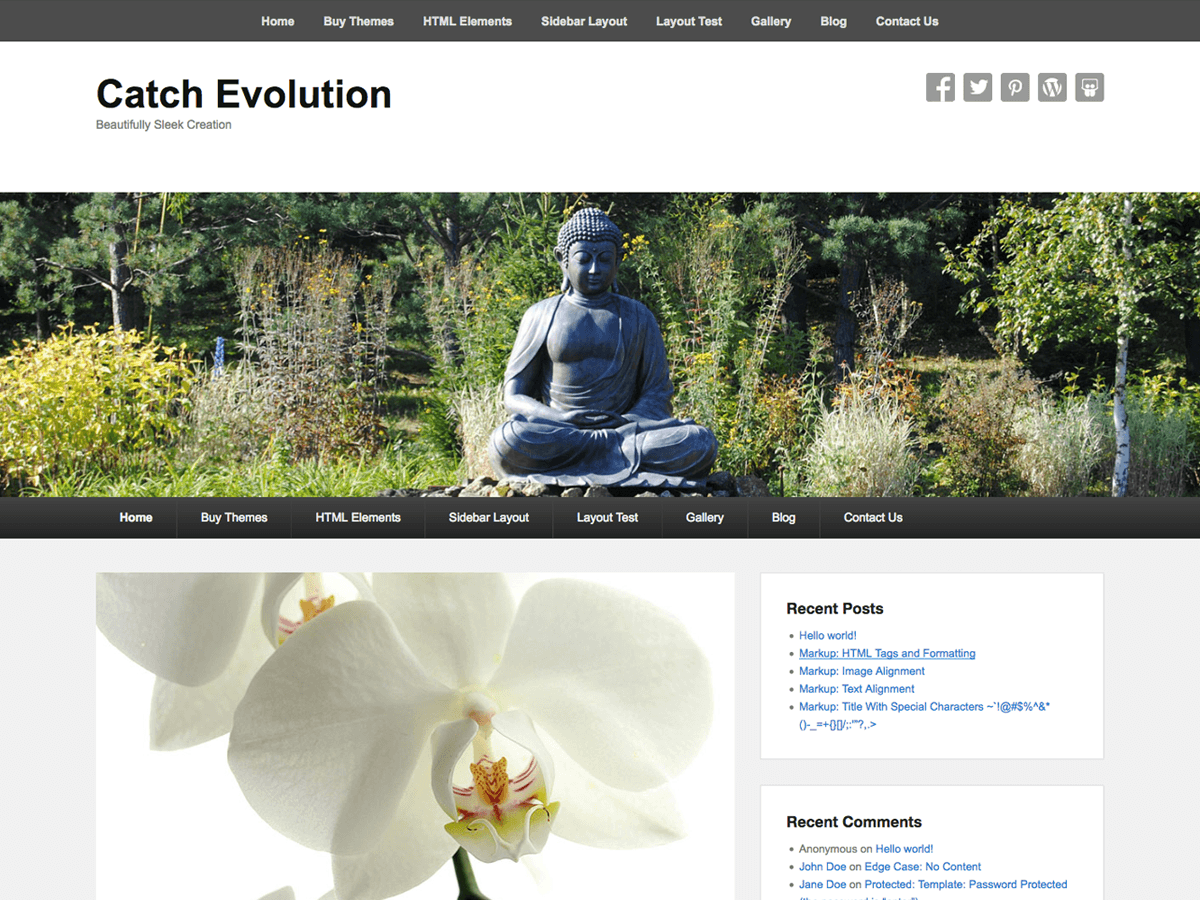 Home Buy Themes HTML Elements Sidebar Layout Layout Test Gallery Blog Contact Us
Catch Evolution
Beautifully Sleek Creation
Home Buy Themes HTML Elements Sidebar Layout Layout Test Gallery Blog Contact Us
Recent Posts
Hello world!
Markup: HTML Tags and Formatting
Markup: Image Alignment
Markup: Text Alignment
Markup: Title With Special Characters ~`!@#$%^&*
()-_=+{}[]/;:'"?,.>
Recent Comments
Anonymous on Hello world!
John Doe on Edge Case: No Content
Jane Doe on Protected: Template: Password Protected